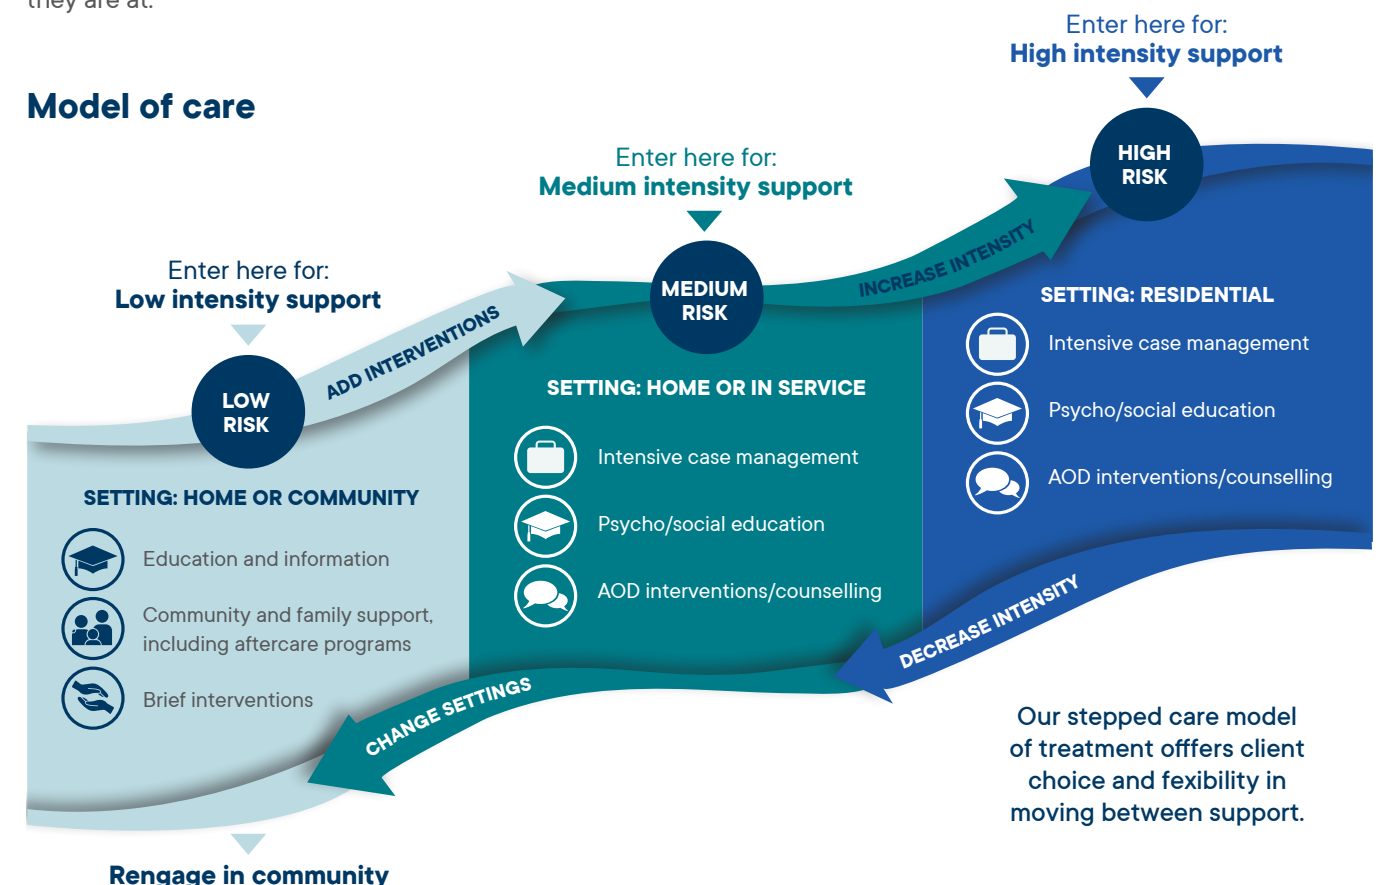 they are at.
Model of care
Enter here for:
High intensity support
HIGH
RISK
Enter here for:
Medium intensity support
MEDIUM
RISK
Enter here for:
Low intensity support
LOW
RISK
ADD INTERVENTIONS
INCREASE INTENSITY
SETTING: HOME OR COMMUNITY
Education and information
Community and family support,
including aftercare programs
Brief interventions
SETTING: HOME OR IN SERVICE
Intensive case management
Psycho/social education
AOD interventions/counselling
SETTING: RESIDENTIAL
Intensive case management
Psycho/social education
AOD interventions/counselling
DECREASE INTENSITY
CHANGE SETTINGS
Our stepped care model
of treatment offfers client
choice and fexibility in
moving between support.
Rengage in community